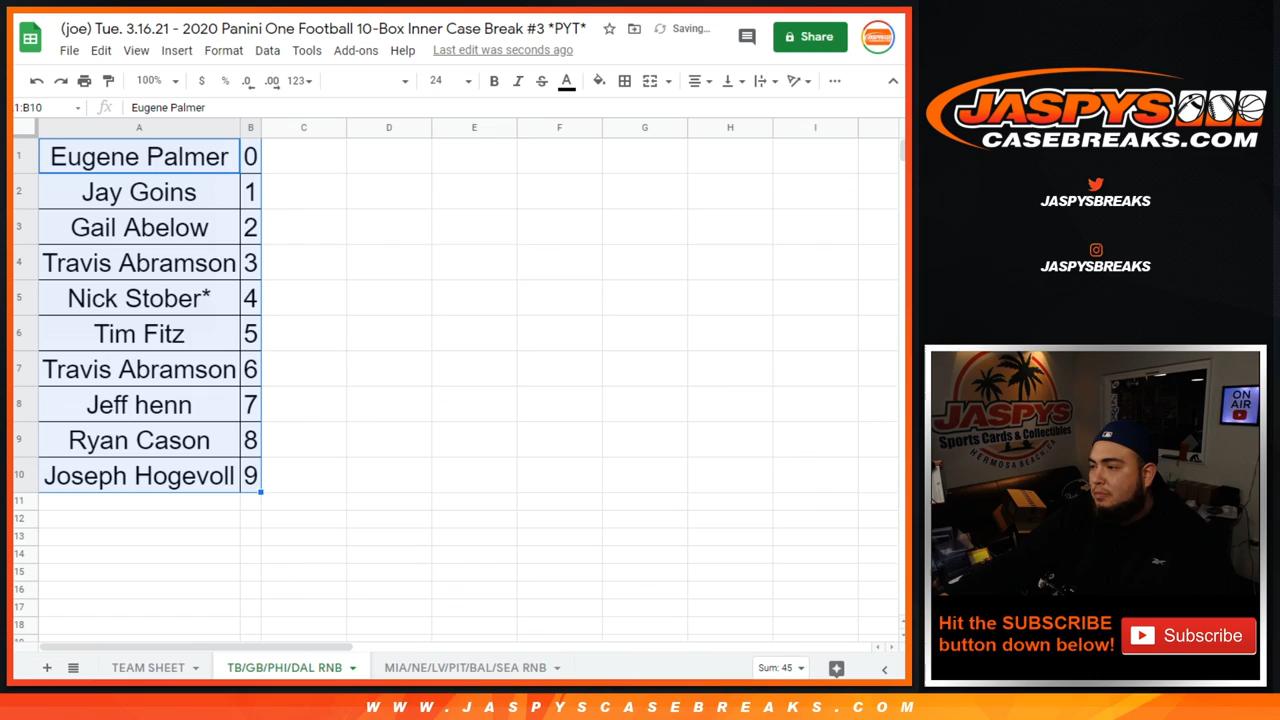 (joe) Tue. 3.16.21 - 2020 Panini One Football 10-Box Inner Case Break #3 *PYT*
Saving...
Share
File Edit View Insert Format Data Tools Add-ons Help Last edit was seconds ago
100% $ % .0 .00 123 24 B I S A
1:B10 fx Eugene Palmer
A B C D E F G H I
1 Eugene Palmer 0
2 Jay Goins 1
3 Gail Abelow 2
4 Travis Abramson 3
5 Nick Stober* 4
6 Tim Fitz 5
7 Travis Abramson 6
8 Jeff henn 7
9 Ryan Cason 8
10 Joseph Hogevoll 9
11
12
13
14
15
16
17
18
TEAM SHEET TB/GB/PHI/DAL RNB MIA/NE/LV/PIT/BAL/SEA RNB Sum: 45
JASPYS
CASEBREAKS.COM
JASPYSBREAKS
JASPYSBREAKS
JASPYS
Sports Cards & Collectibles
HERMOSA BEACH, CA
ON
AIR
Hit the SUBSCRIBE
button down below!
Subscribe
WWW.JASPYSCASEBREAKS.COM